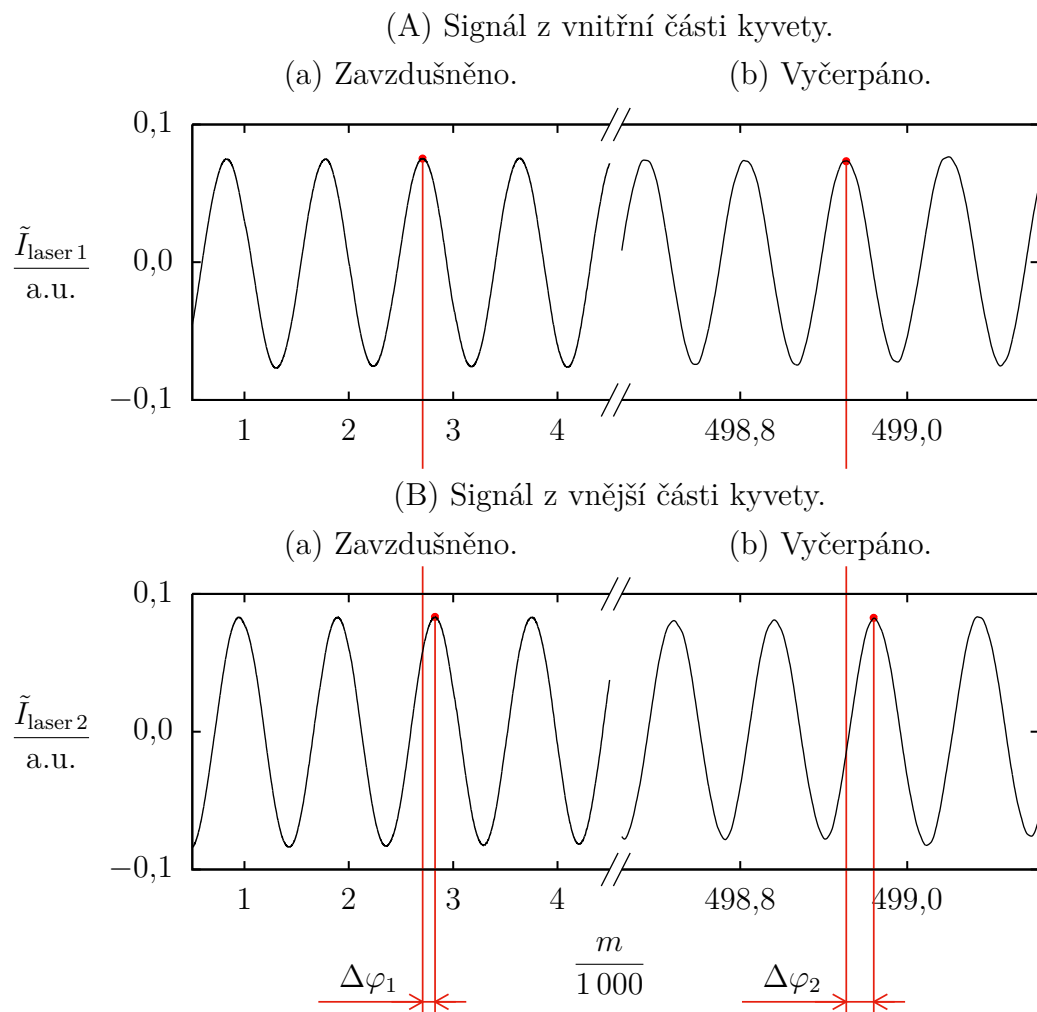 (A) Signál z vnitřní části kyvety.
(a) Zavzdušněno. (b) Vyčerpáno.
0,1
0,0
−0,1
Ĩlaser 1
a.u.
1 2 3 4 498,8 499,0
(B) Signál z vnější části kyvety.
(a) Zavzdušněno. (b) Vyčerpáno.
0,1
0,0
−0,1
Ĩlaser 2
a.u.
1 2 3 4 498,8 499,0
m
1 000
Δφ1 Δφ2